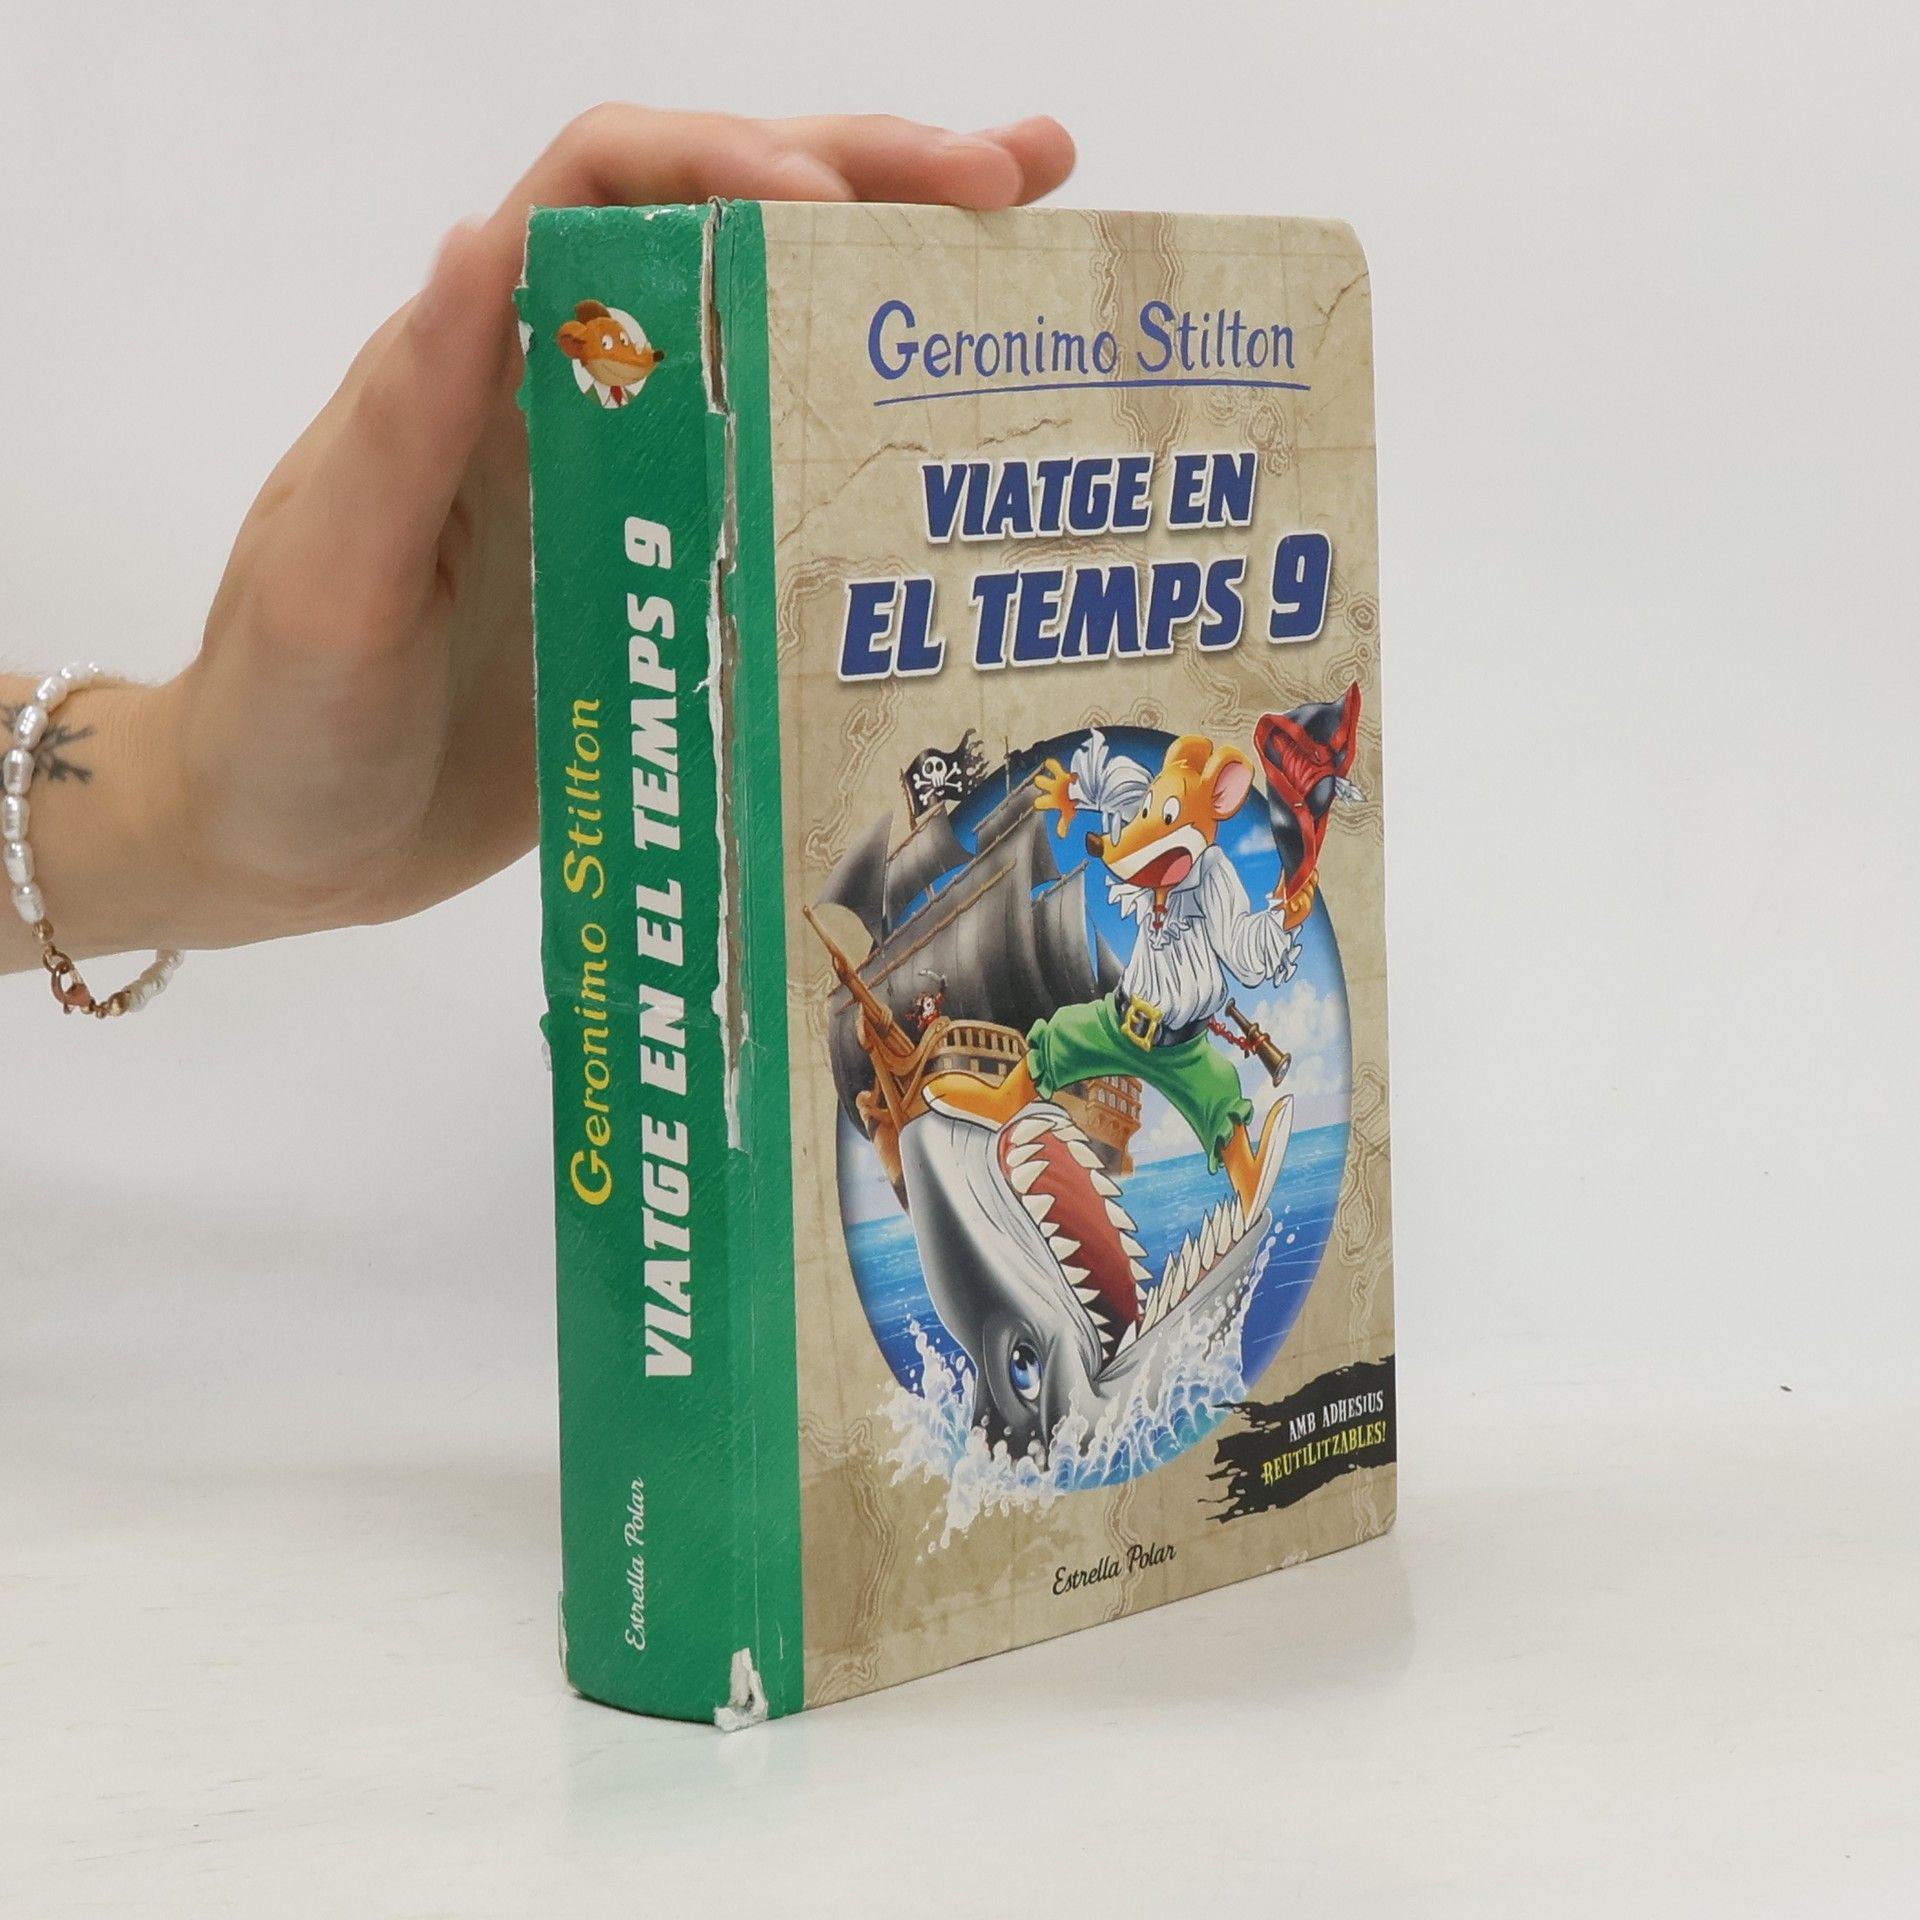 Geronimo Stilton
VIATGE EN EL TEMPS 9
Estrella Polar
Geronimo Stilton
VIATGE EN
EL TEMPS 9
AMB ADHESIUS
REUTILITZABLES!
Estrella Polar